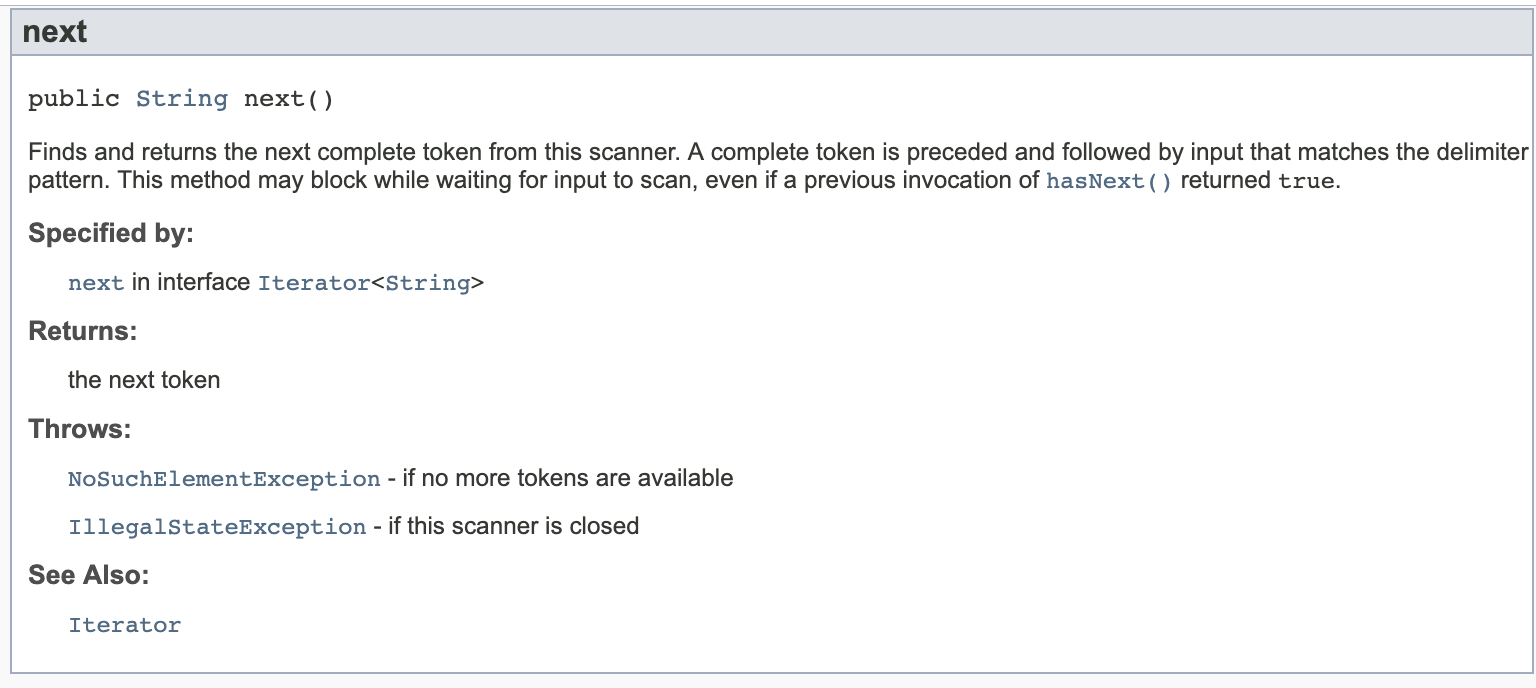 next
public String next()
Finds and returns the next complete token from this scanner. A complete token is preceded and followed by input that matches the delimiter
pattern. This method may block while waiting for input to scan, even if a previous invocation of hasNext() returned true.
Specified by:
next in interface Iterator<String>
Returns:
the next token
Throws:
NoSuchElementException - if no more tokens are available
IllegalStateException - if this scanner is closed
See Also:
Iterator